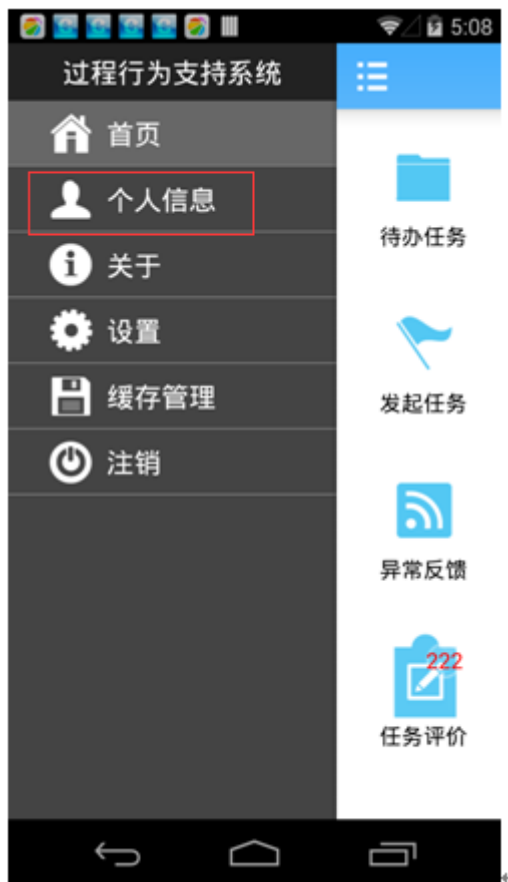 5:08
过程行为支持系统
首页
个人信息
关于
设置
缓存管理
注销
待办任务
发起任务
异常反馈
222
任务评价